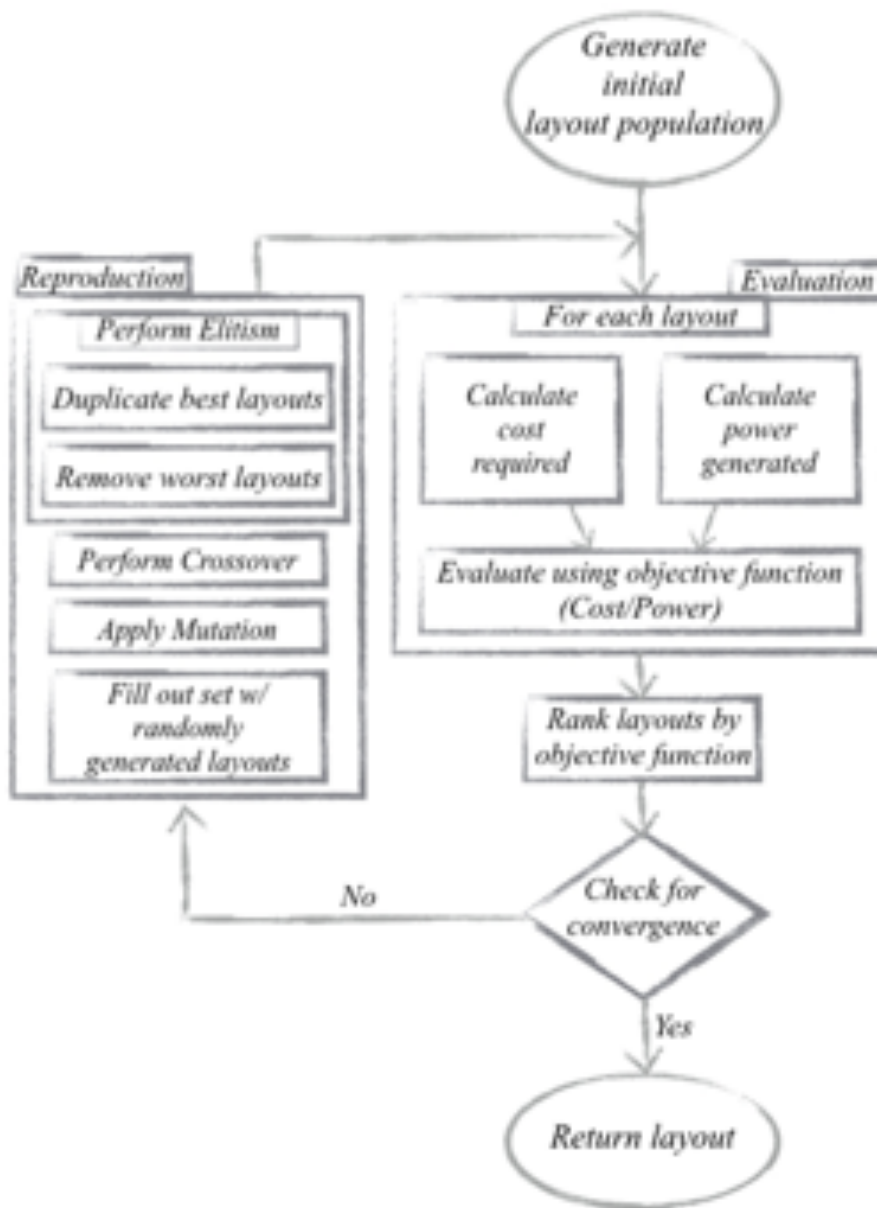 Generate
initial
layout population
Reproduction
Perform Elitism
Duplicate best layouts
Remove worst layouts
Perform Crossover
Apply Mutation
Fill out set w/
randomly
generated layouts
Evaluation
For each layout
Calculate
cost
required
Calculate
power
generated
Evaluate using objective function
(Cost/Power)
Rank layouts by
objective function
Check for
convergence
No
Yes
Return layout